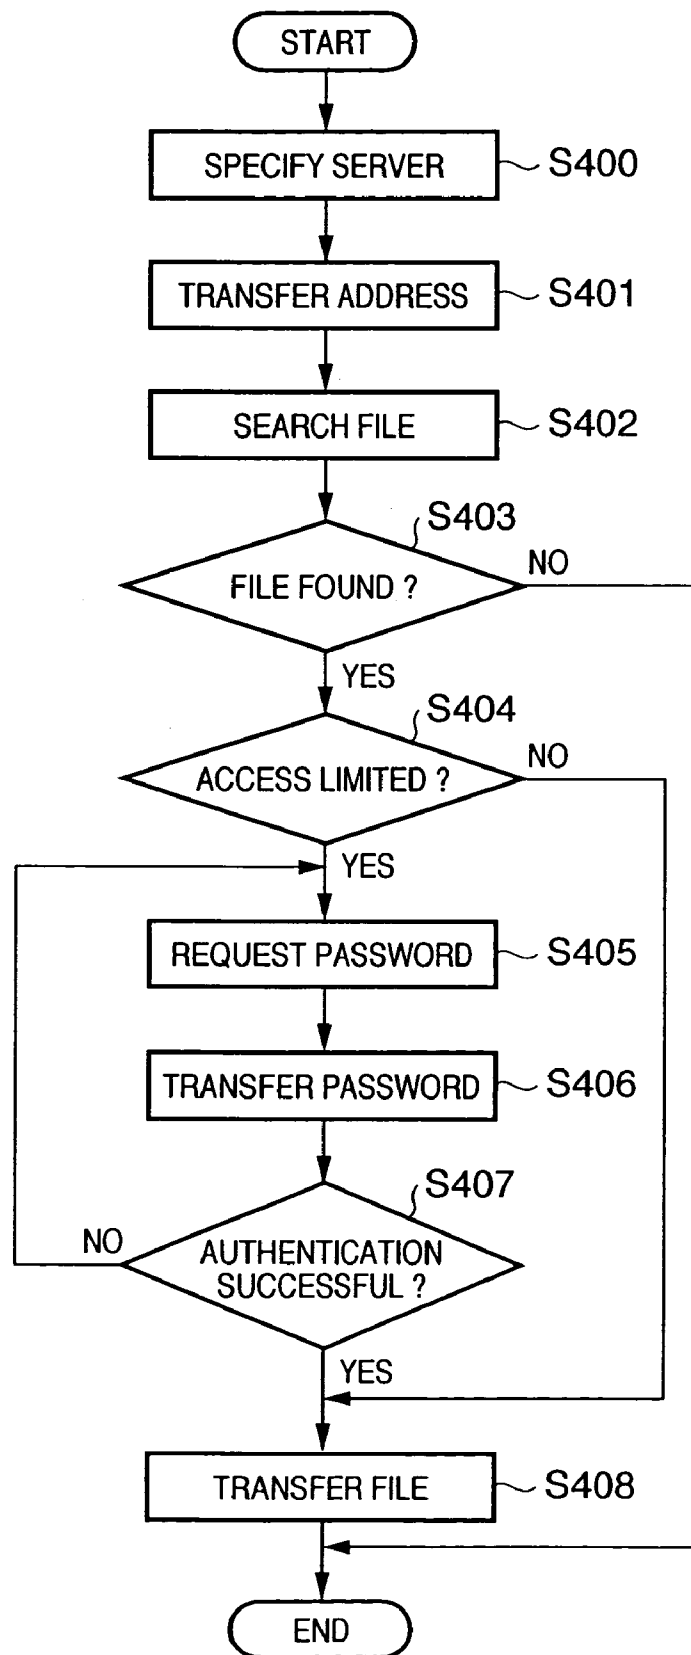 START
SPECIFY SERVER
S400
TRANSFER ADDRESS
S401
SEARCH FILE
S402
S403
FILE FOUND ?
NO
YES
S404
ACCESS LIMITED ?
NO
YES
REQUEST PASSWORD
S405
TRANSFER PASSWORD
S406
S407
NO
AUTHENTICATION
SUCCESSFUL ?
YES
TRANSFER FILE
S408
END